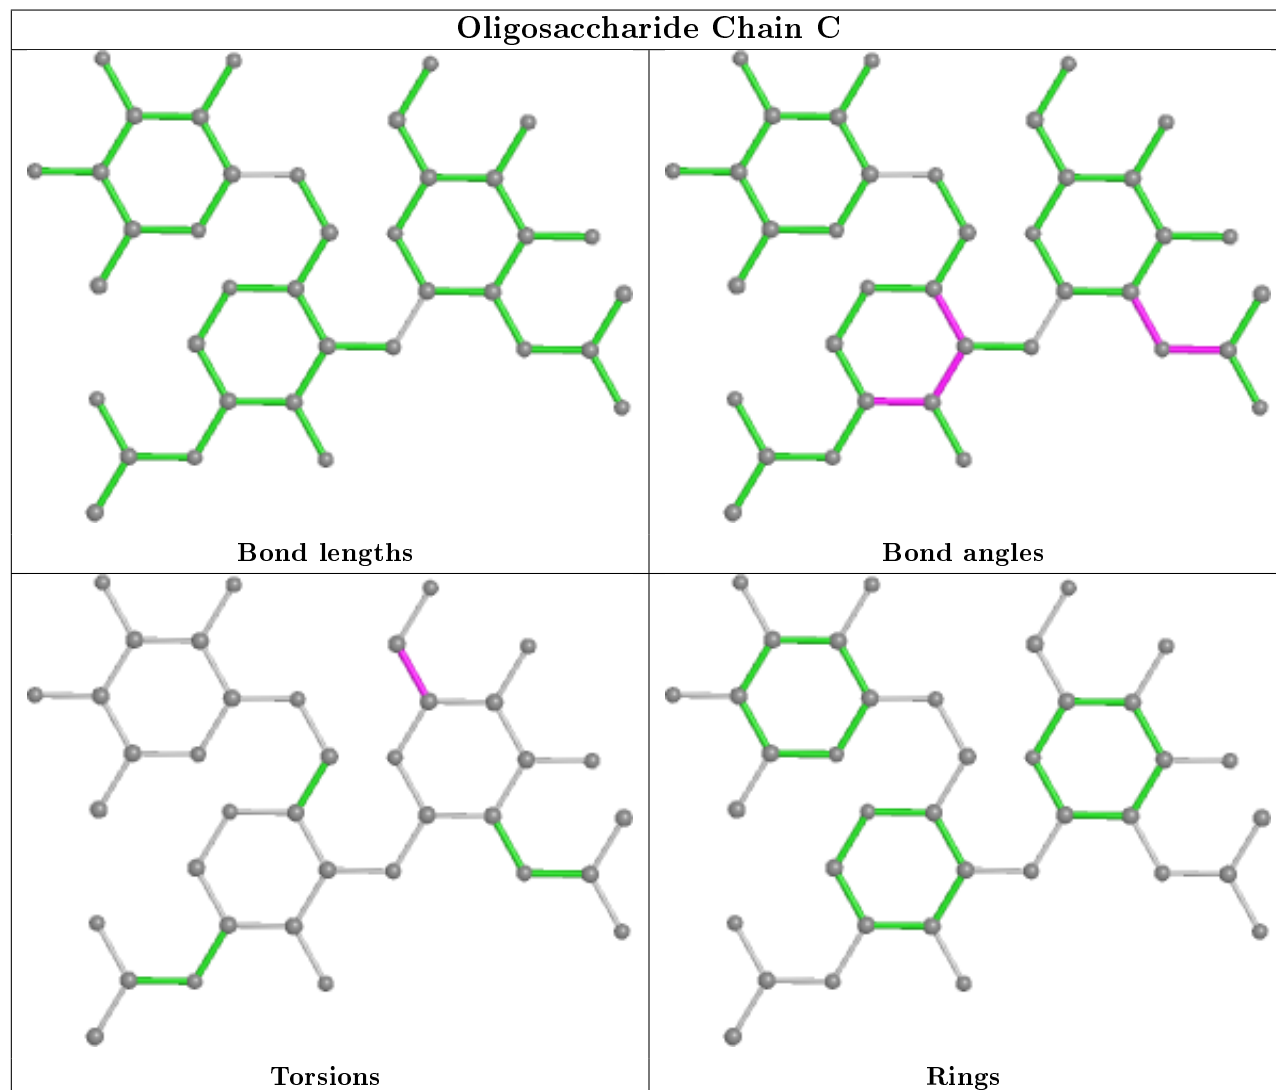 Oligosaccharide Chain C
Bond lengths
Bond angles
Torsions
Rings